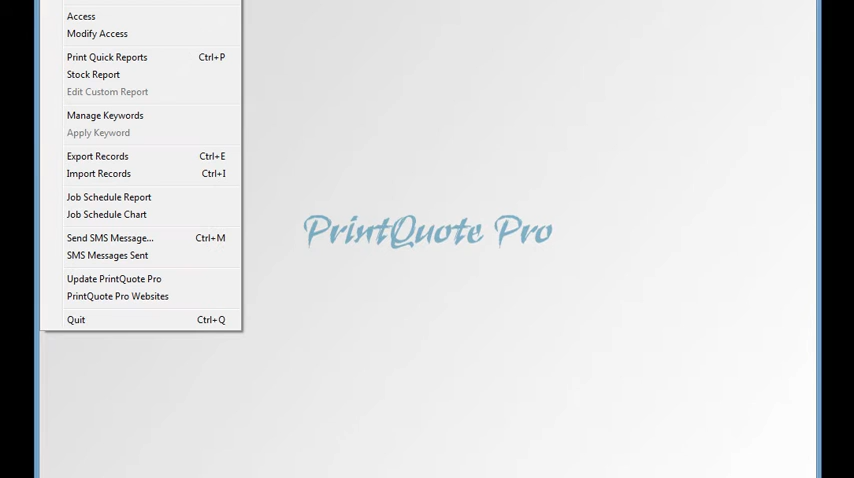 Access
Modify Access
Print Quick Reports Ctrl+P
Stock Report
Edit Custom Report
Manage Keywords
Apply Keyword
Export Records Ctrl+E
Import Records Ctrl+I
Job Schedule Report
Job Schedule Chart
Send SMS Message... Ctrl+M
SMS Messages Sent
Update PrintQuote Pro
PrintQuote Pro Websites
Quit Ctrl+Q
PrintQuote Pro